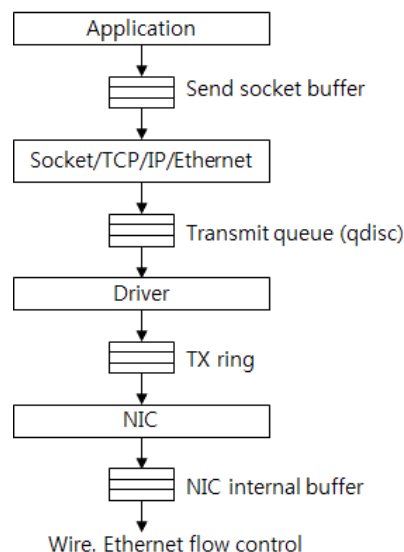 Application
Send socket buffer
Socket/TCP/IP/Ethernet
Transmit queue (qdisc)
Driver
TX ring
NIC
NIC internal buffer
Wire. Ethernet flow control